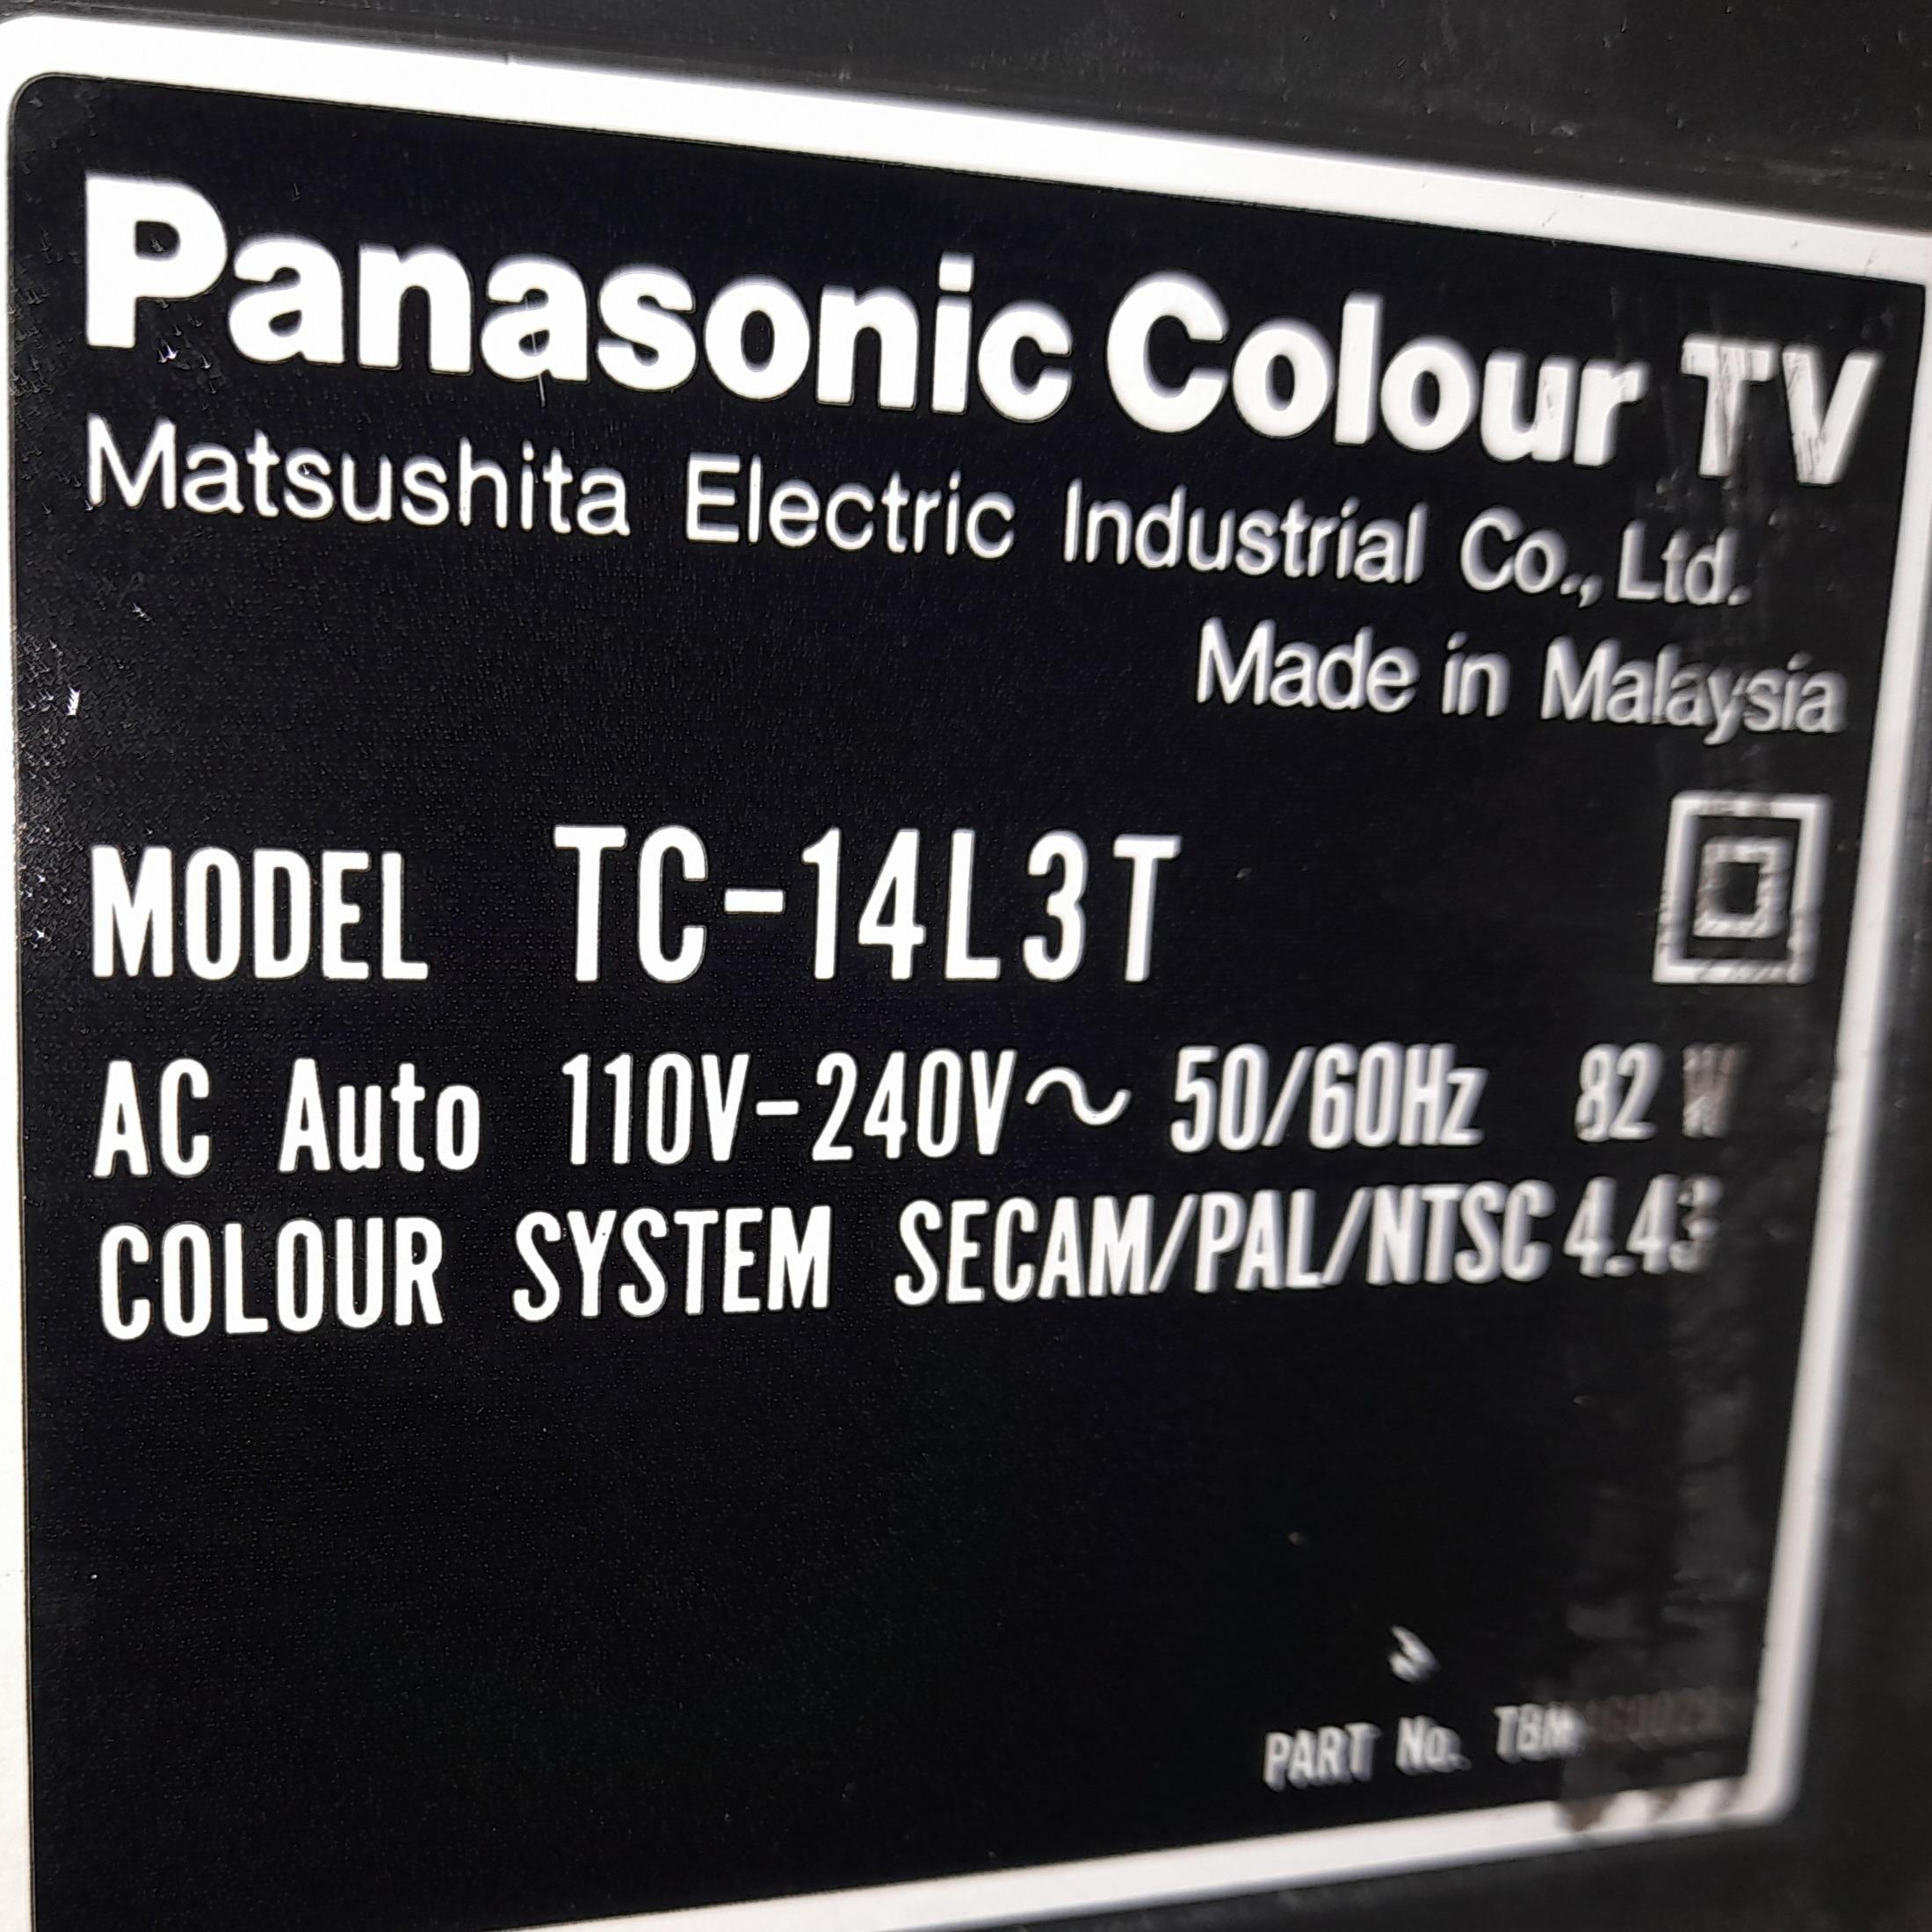 Panasonic Colour TV
Matsushita Electric Industrial Co., Ltd.
Made in Malaysia
MODEL TC-14L3T
AC Auto 110V-240V~ 50/60Hz 82 W
COLOUR SYSTEM SECAM/PAL/NTSC 4.43
PART No.